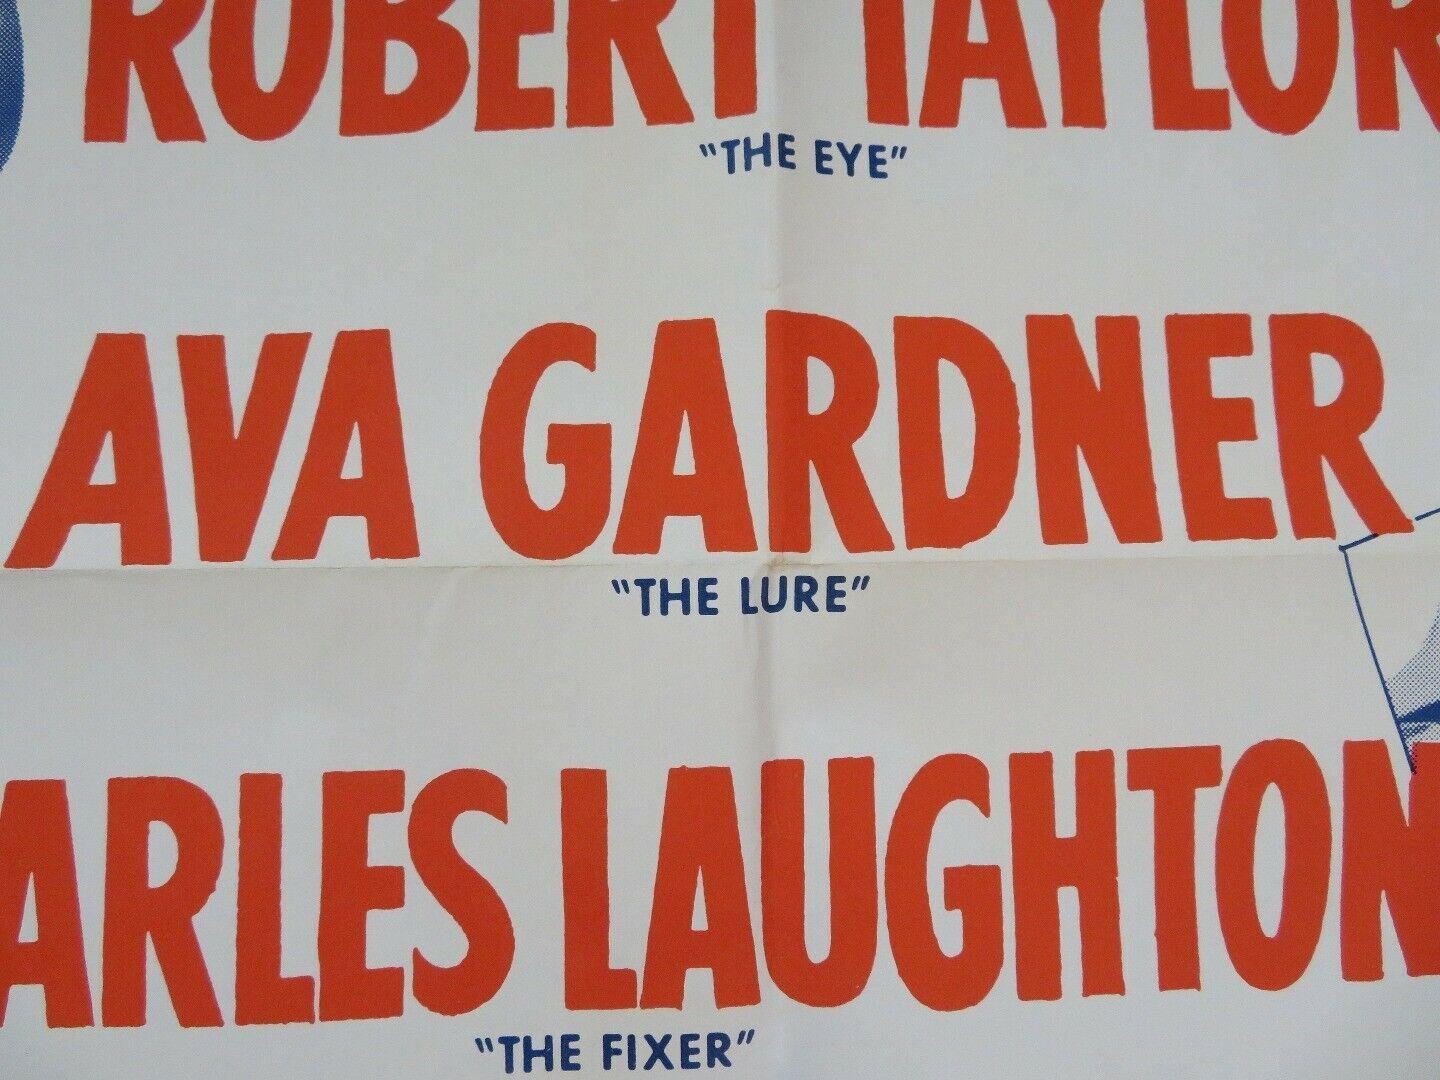 ROBERT TAYLOR
"THE EYE"
AVA GARDNER
"THE LURE"
ARLES LAUGHTON
"THE FIXER"